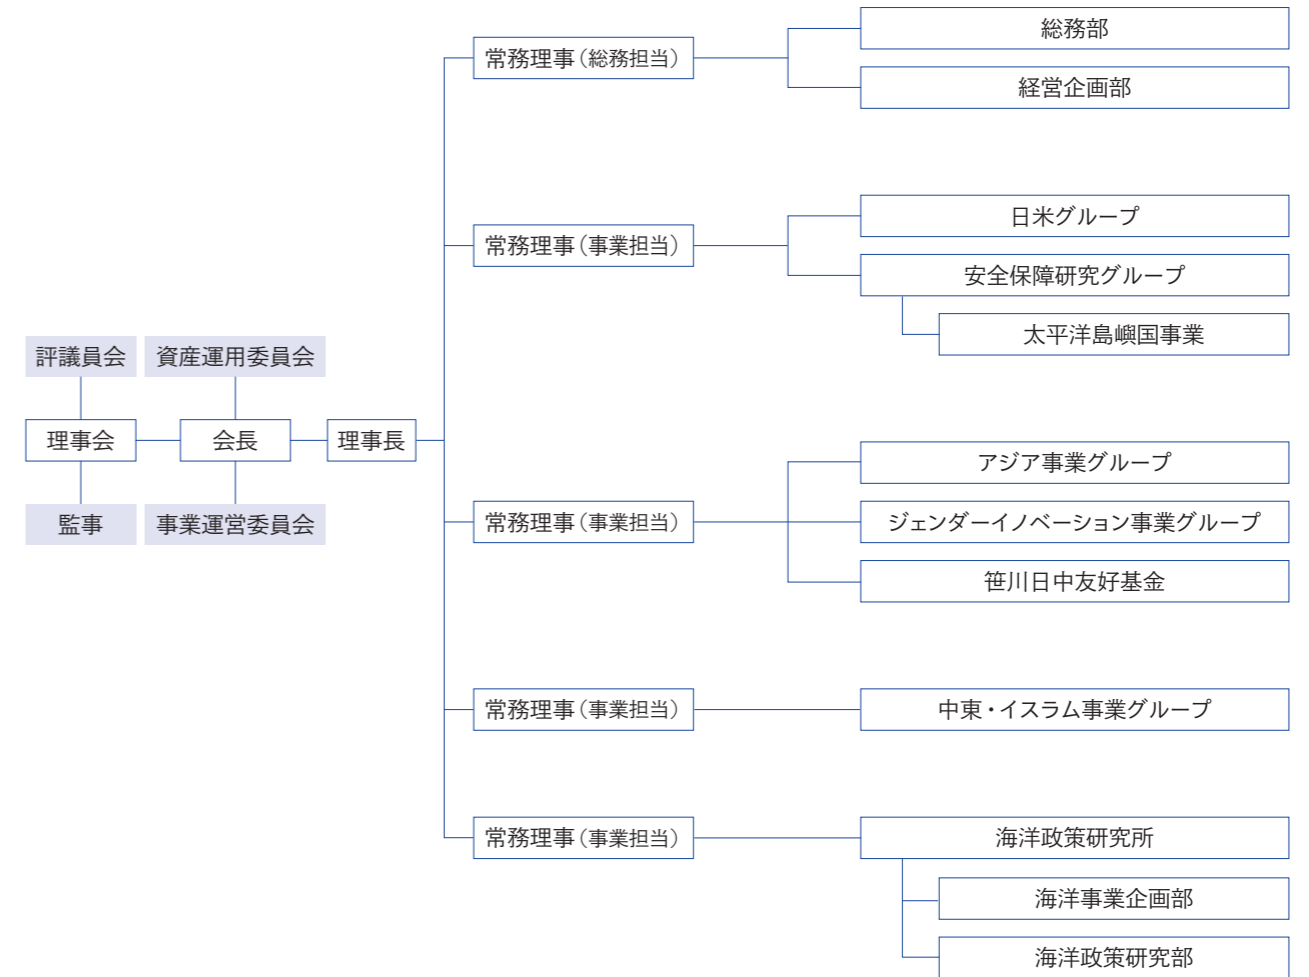 評議員会
資産運用委員会
理事会
会長
理事長
監事
事業運営委員会
常務理事（総務担当）
総務部
経営企画部
常務理事（事業担当）
日米グループ
安全保障研究グループ
太平洋島嶼国事業
常務理事（事業担当）
アジア事業グループ
ジェンダーイノベーション事業グループ
笹川日中友好基金
常務理事（事業担当）
中東・イスラム事業グループ
常務理事（事業担当）
海洋政策研究所
海洋事業企画部
海洋政策研究部